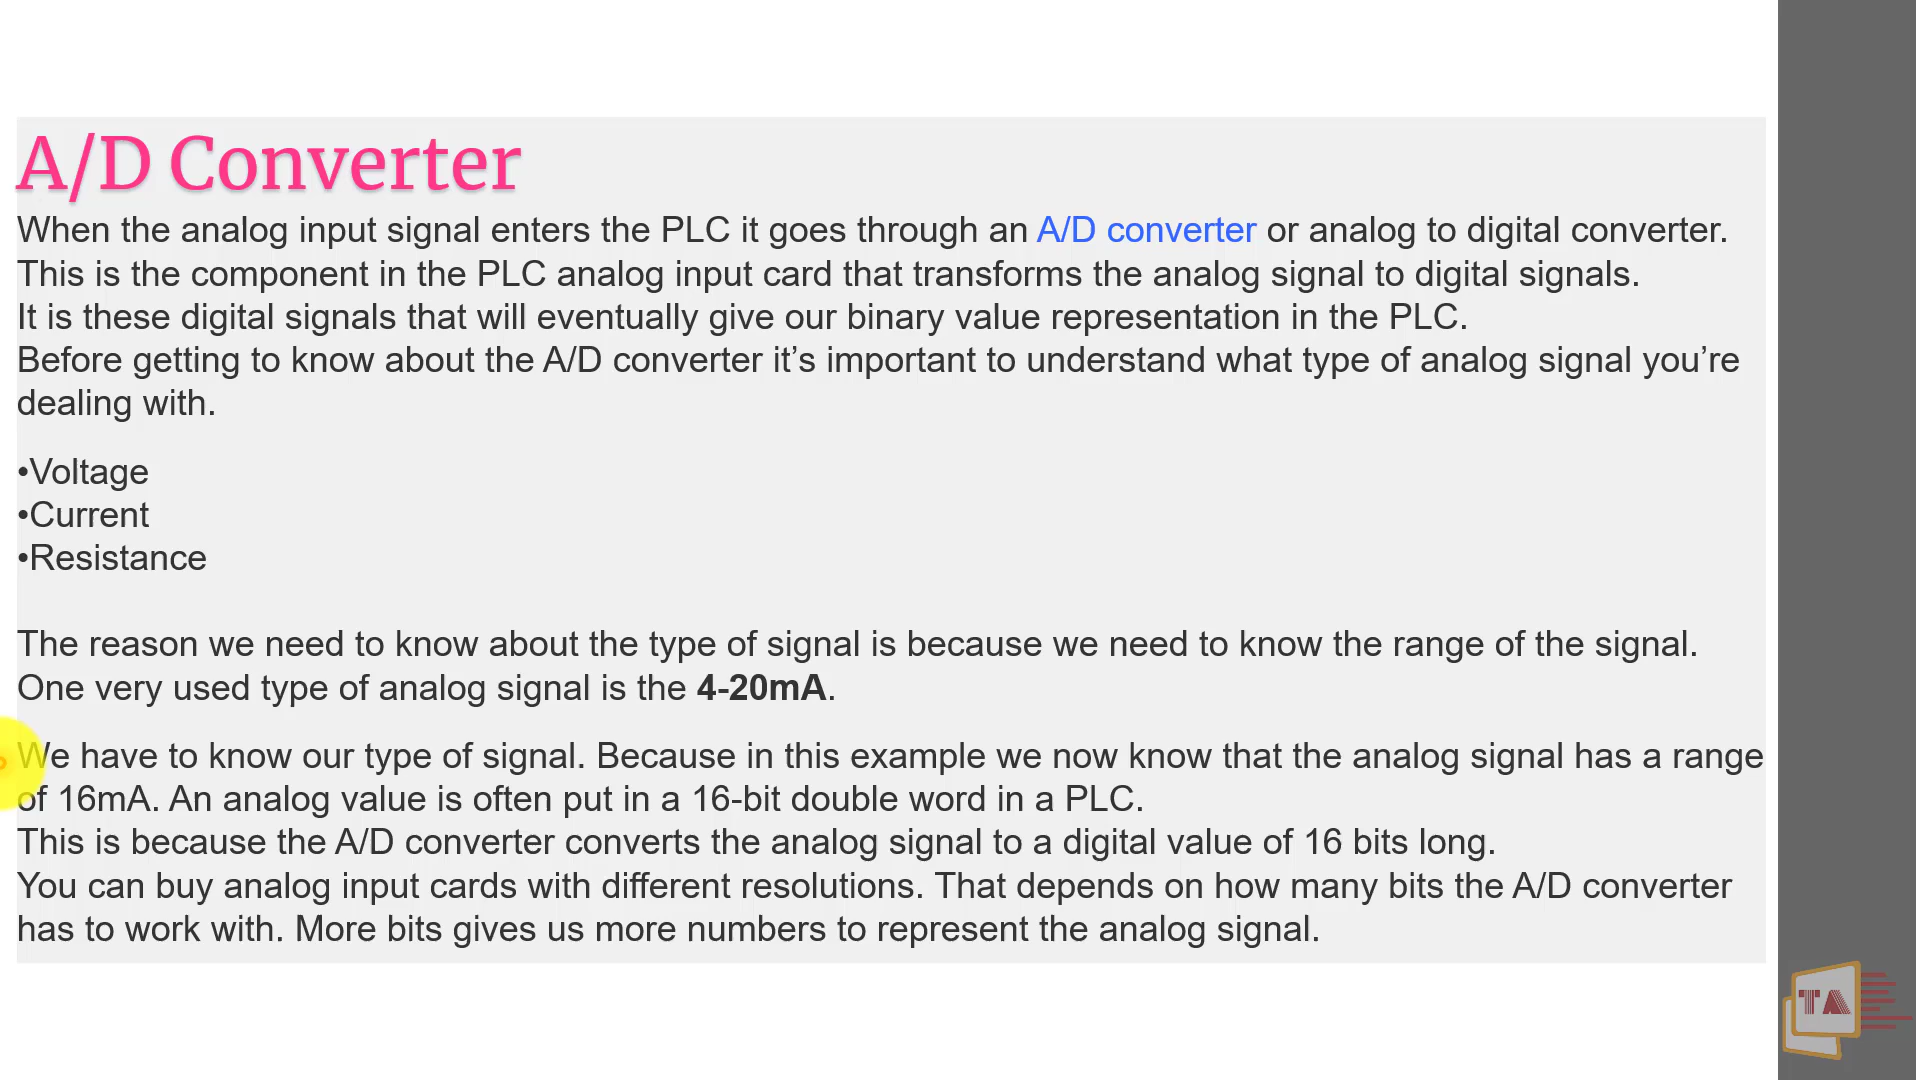 A/D Converter
When the analog input signal enters the PLC it goes through an A/D converter or analog to digital converter.
This is the component in the PLC analog input card that transforms the analog signal to digital signals.
It is these digital signals that will eventually give our binary value representation in the PLC.
Before getting to know about the A/D converter it’s important to understand what type of analog signal you’re
dealing with.
•Voltage
•Current
•Resistance
The reason we need to know about the type of signal is because we need to know the range of the signal.
One very used type of analog signal is the 4-20mA.
We have to know our type of signal. Because in this example we now know that the analog signal has a range
of 16mA. An analog value is often put in a 16-bit double word in a PLC.
This is because the A/D converter converts the analog signal to a digital value of 16 bits long.
You can buy analog input cards with different resolutions. That depends on how many bits the A/D converter
has to work with. More bits gives us more numbers to represent the analog signal.
TA